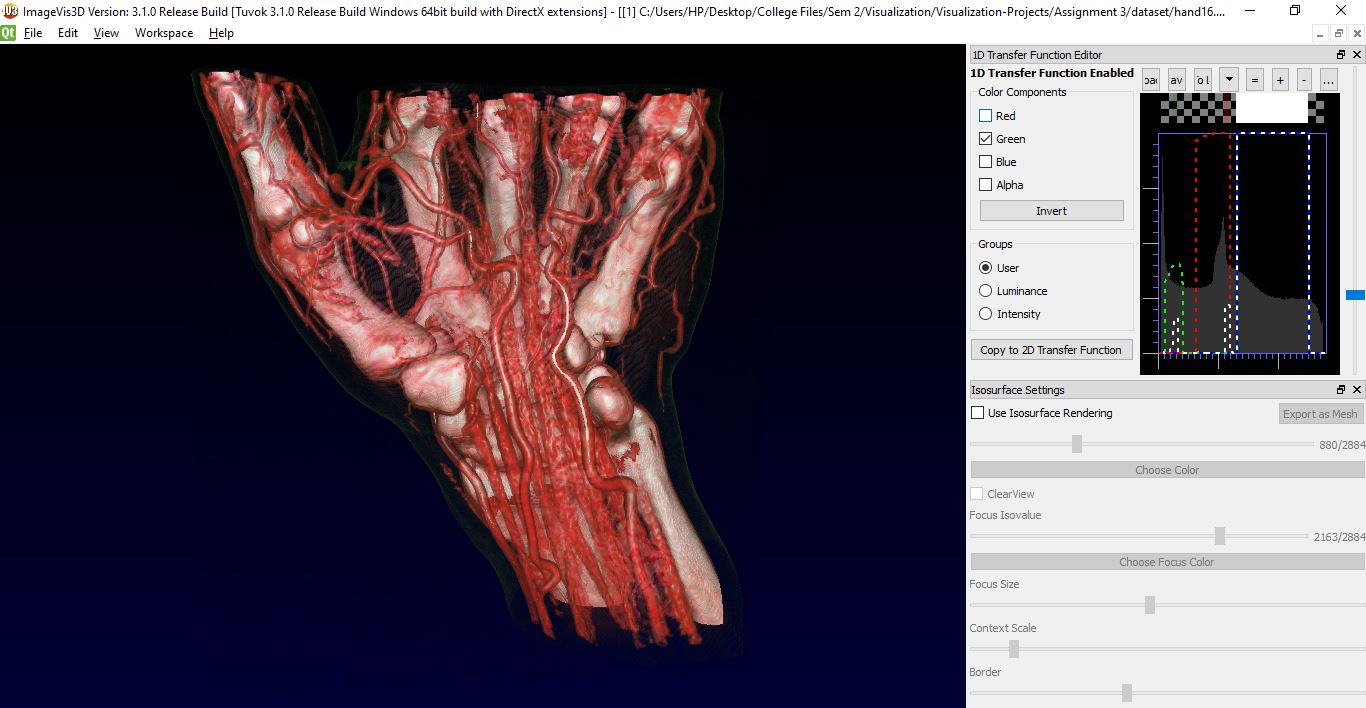 ImageVis3D Version: 3.1.0 Release Build [Tuvok 3.1.0 Release Build Windows 64bit build with DirectX extensions] - [[1] C:/Users/HP/Desktop/College Files/Sem 2/Visualization/Visualization-Projects/Assignment 3/dataset/hand16....
Qt File Edit View Workspace Help
1D Transfer Function Editor
1D Transfer Function Enabled
av = + - ...
Color Components
Red
Green
Blue
Alpha
Invert
Groups
User
Luminance
Intensity
Copy to 2D Transfer Function
Isosurface Settings
Use Isosurface Rendering
Export as Mesh
880/2884
Choose Color
ClearView
Focus Isovalue
2163/2884
Choose Focus Color
Focus Size
Context Scale
Border